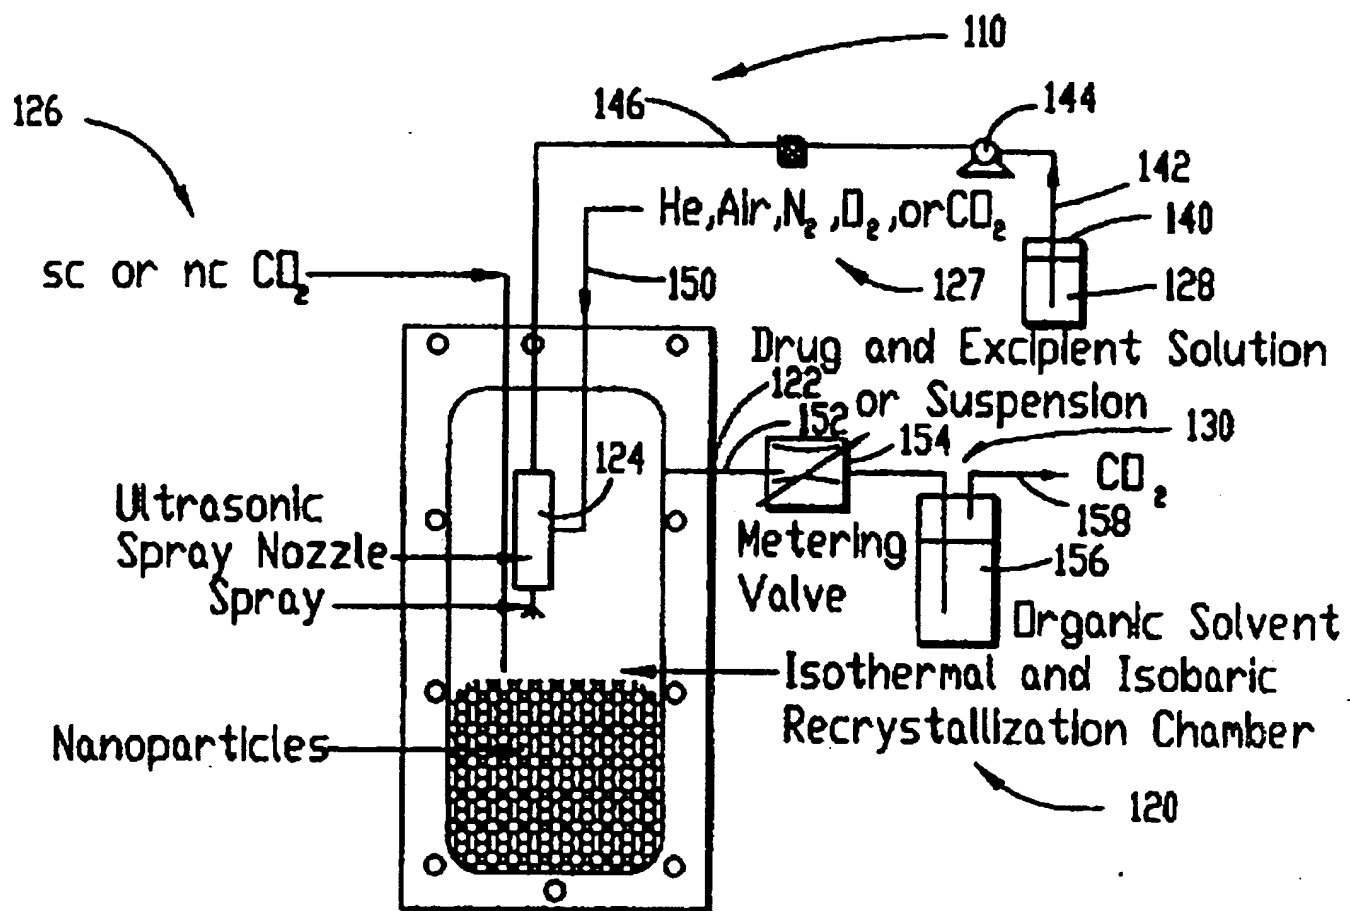 110
126
146
144
142
He, Air, N₂, O₂, or CO₂
140
sc or nc CO₂
150
127
128
Drug and Excipient Solution
or Suspension
122
152
154
130
124
CO₂
158
Ultrasonic
Spray Nozzle
Spray
Metering
Valve
156
Organic Solvent
Isothermal and Isobaric
Recrystallization Chamber
Nanoparticles
120